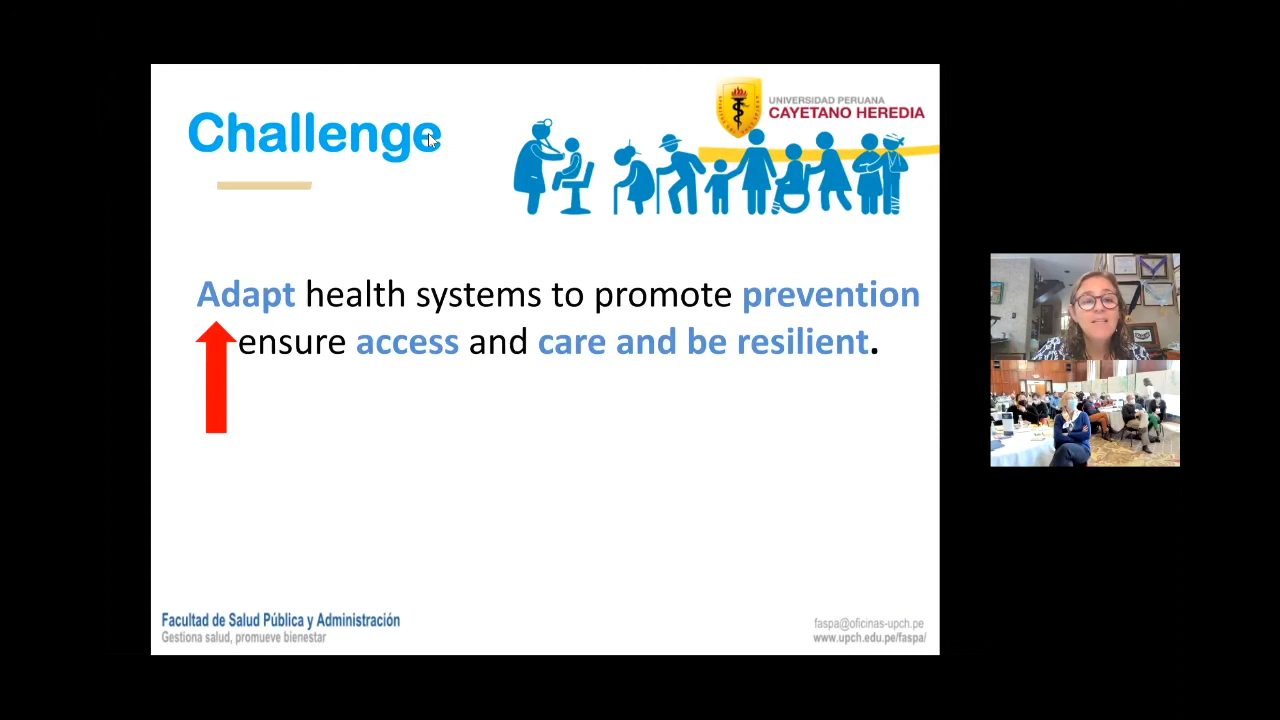 Challenge
UNIVERSIDAD PERUANA
CAYETANO HEREDIA
Adapt health systems to promote prevention
ensure access and care and be resilient.
Facultad de Salud Pública y Administración
Gestiona salud, promueve bienestar
faspa@oficinas-upch.pe
www.upch.edu.pe/faspa/